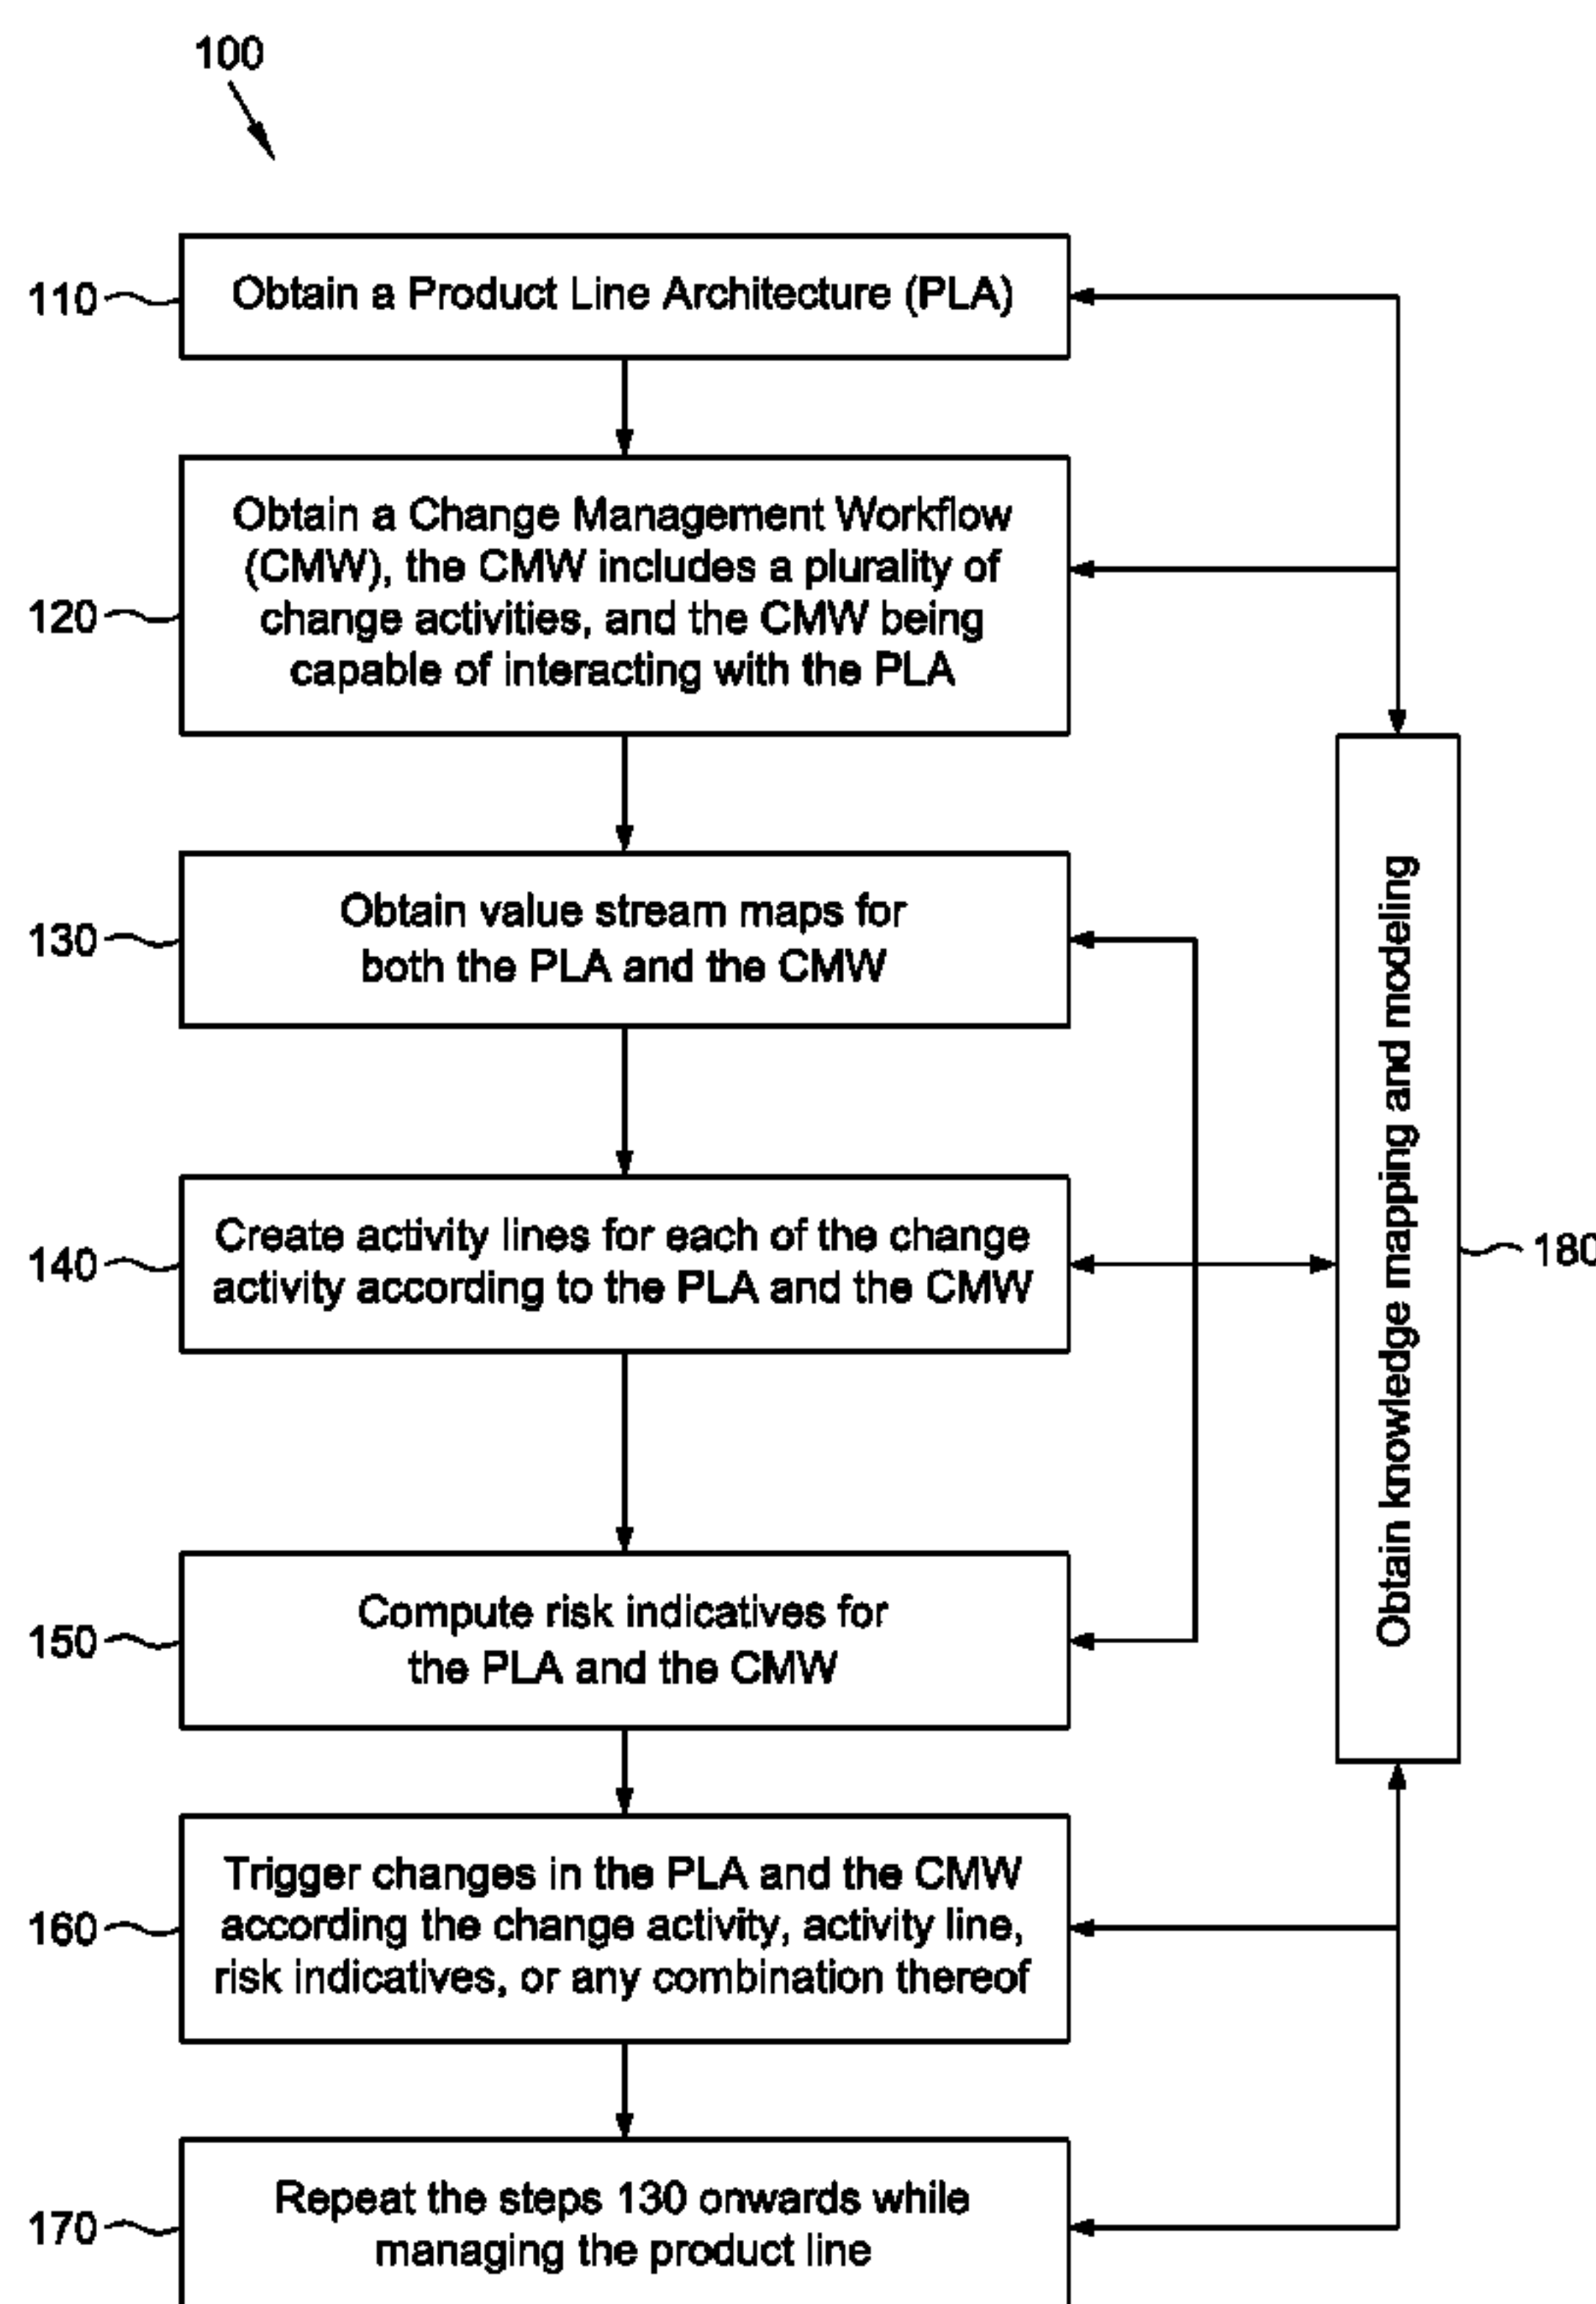 100
110
Obtain a Product Line Architecture (PLA)
120
Obtain a Change Management Workflow
(CMW), the CMW includes a plurality of
change activities, and the CMW being
capable of interacting with the PLA
130
Obtain value stream maps for
both the PLA and the CMW
140
Create activity lines for each of the change
activity according to the PLA and the CMW
150
Compute risk indicatives for
the PLA and the CMW
160
Trigger changes in the PLA and the CMW
according the change activity, activity line,
risk indicatives, or any combination thereof
170
Repeat the steps 130 onwards while
managing the product line
Obtain knowledge mapping and modeling
180